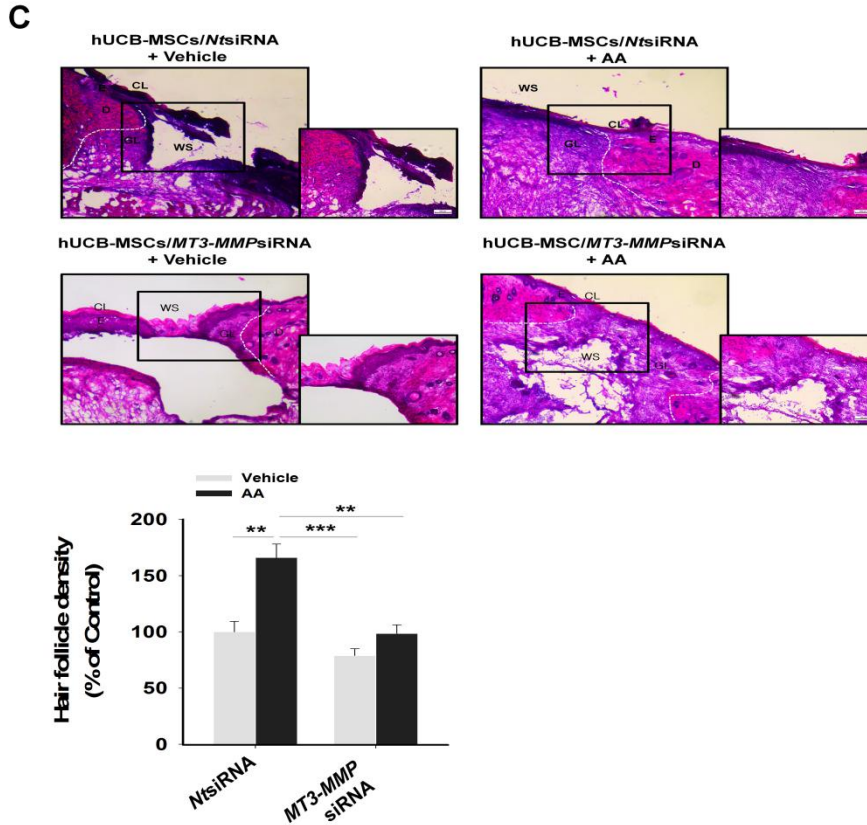 C
hUCB-MSCs/NtsiRNA
+ Vehicle
E
CL
D
GL
WS
hUCB-MSCs/NtsiRNA
+ AA
WS
CL
GL
E
D
hUCB-MSCs/MT3-MMPsiRNA
+ Vehicle
CL
WS
E
GL
D
hUCB-MSC/MT3-MMPsiRNA
+ AA
CL
D
E
WS
GL
Vehicle
AA
Hair follicle density
(% of Control)
200
150
100
50
0
**
***
**
NtsiRNA
MT3-MMP
siRNA